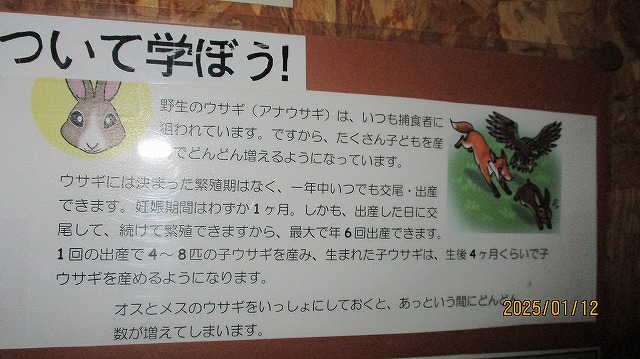 ついて学ぼう!
野生のウサギ(アナウサギ)は、いつも捕食者に
狙われています。ですから、たくさん子どもを産
でどんどん増えるようになっています。
ウサギには決まった繁殖期はなく、一年中いつでも交尾・出産
できます。妊娠期間はわずか1ヶ月。しかも、出産した日に交
尾して、続けて繁殖できますから、最大で年6回出産できます。
1回の出産で4~8匹の子ウサギを産み、生まれた子ウサギは、生後4ヶ月くらいで子
ウサギを産めるようになります。
オスとメスのウサギをいっしょにしておくと、あっという間にどんどん
数が増えてしまいます。
2025/01/12